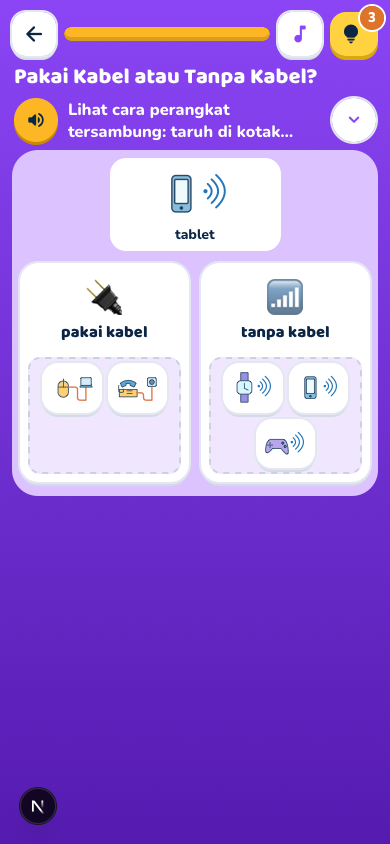 3
Pakai Kabel atau Tanpa Kabel?
Lihat cara perangkat
tersambung: taruh di kotak...
tablet
pakai kabel
tanpa kabel
N